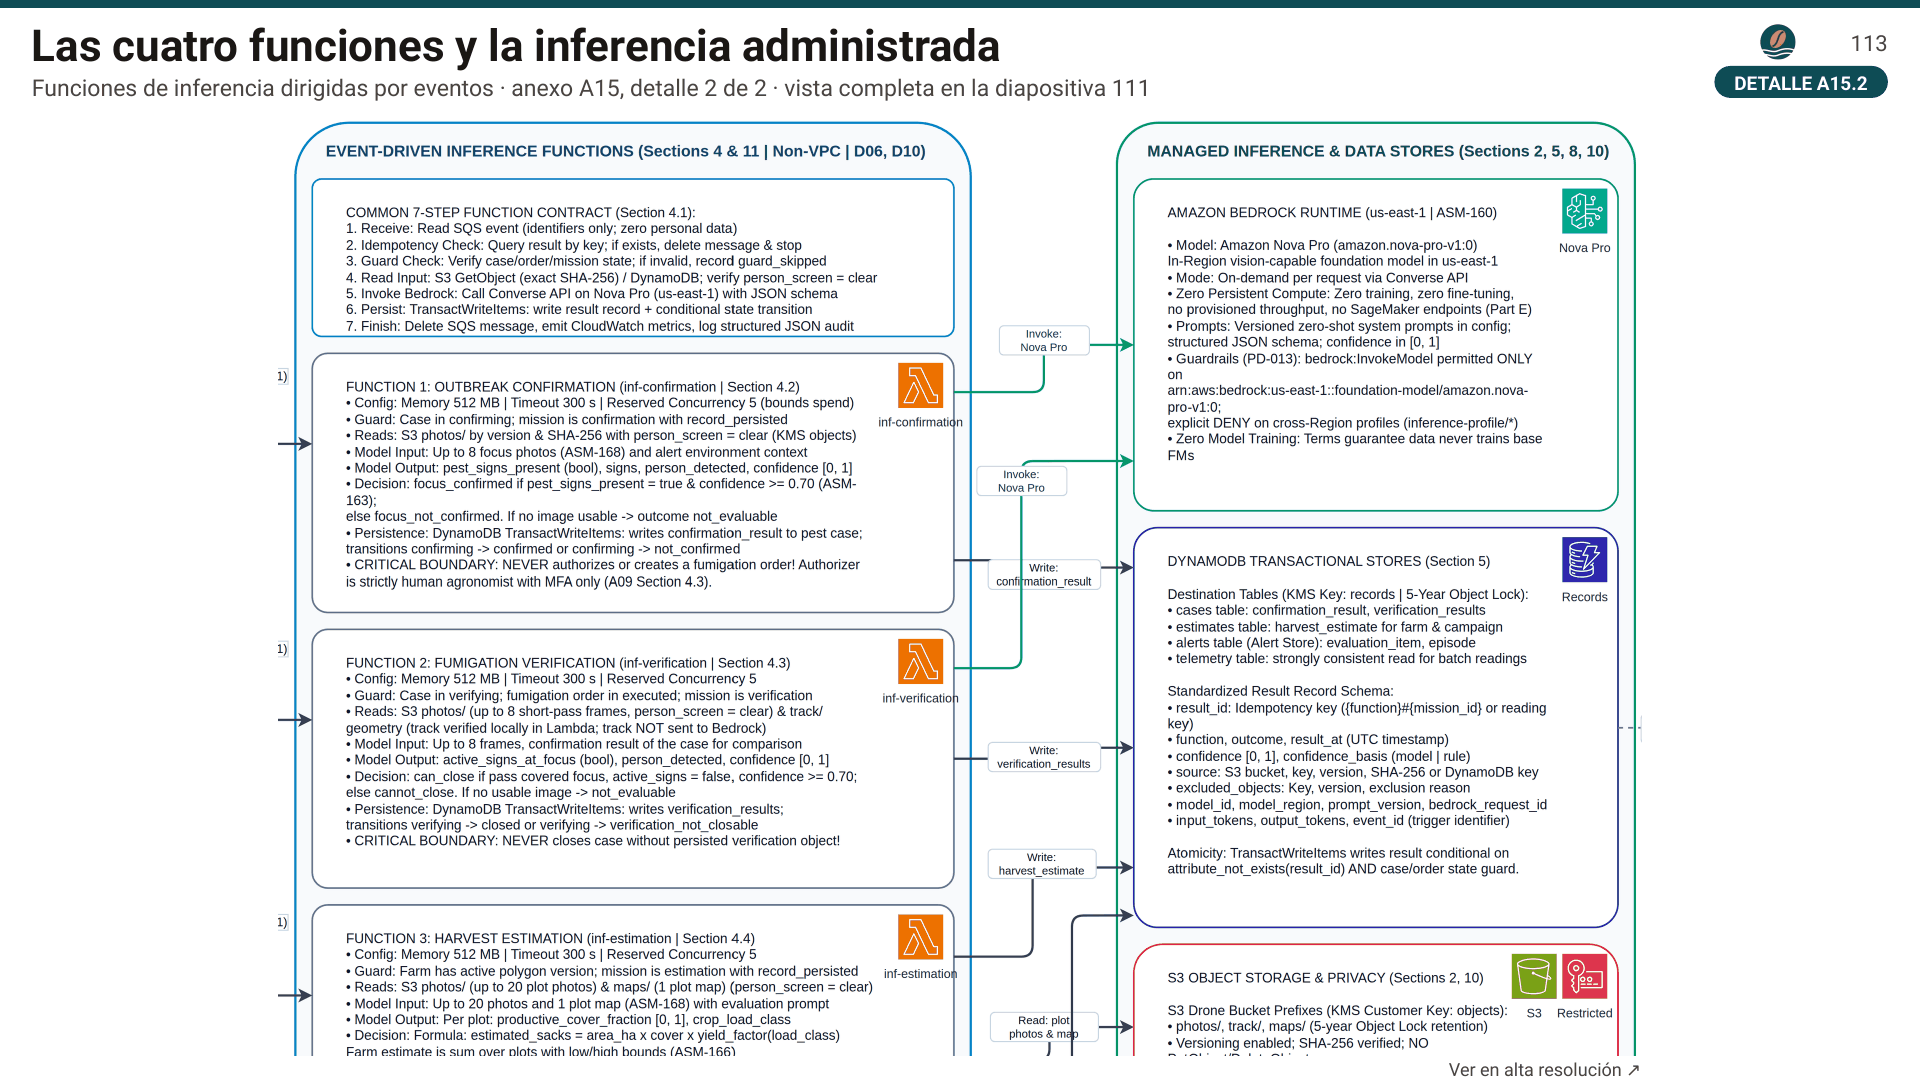 Las cuatro funciones y la inferencia administrada
Funciones de inferencia dirigidas por eventos · anexo A15, detalle 2 de 2 · vista completa en la diapositiva 111
113
DETALLE A15.2
EVENT-DRIVEN INFERENCE FUNCTIONS (Sections 4 & 11 | Non-VPC | D06, D10)
COMMON 7-STEP FUNCTION CONTRACT (Section 4.1):
1. Receive: Read SQS event (identifiers only; zero personal data)
2. Idempotency Check: Query result by key; if exists, delete message & stop
3. Guard Check: Verify case/order/mission state; if invalid, record guard_skipped
4. Read Input: S3 GetObject (exact SHA-256) / DynamoDB; verify person_screen = clear
5. Invoke Bedrock: Call Converse API on Nova Pro (us-east-1) with JSON schema
6. Persist: TransactWriteItems: write result record + conditional state transition
7. Finish: Delete SQS message, emit CloudWatch metrics, log structured JSON audit
1)
FUNCTION 1: OUTBREAK CONFIRMATION (inf-confirmation | Section 4.2)
• Config: Memory 512 MB | Timeout 300 s | Reserved Concurrency 5 (bounds spend)
• Guard: Case in confirming; mission is confirmation with record_persisted
• Reads: S3 photos/ by version & SHA-256 with person_screen = clear (KMS objects)
• Model Input: Up to 8 focus photos (ASM-168) and alert environment context
• Model Output: pest_signs_present (bool), signs, person_detected, confidence [0, 1]
• Decision: focus_confirmed if pest_signs_present = true & confidence >= 0.70 (ASM-
163);
else focus_not_confirmed. If no image usable -> outcome not_evaluable
• Persistence: DynamoDB TransactWriteItems: writes confirmation_result to pest case;
transitions confirming -> confirmed or confirming -> not_confirmed
• CRITICAL BOUNDARY: NEVER authorizes or creates a fumigation order! Authorizer
is strictly human agronomist with MFA only (A09 Section 4.3).
inf-confirmation
1)
FUNCTION 2: FUMIGATION VERIFICATION (inf-verification | Section 4.3)
• Config: Memory 512 MB | Timeout 300 s | Reserved Concurrency 5
• Guard: Case in verifying; fumigation order in executed; mission is verification
• Reads: S3 photos/ (up to 8 short-pass frames, person_screen = clear) & track/
geometry (track verified locally in Lambda; track NOT sent to Bedrock)
• Model Input: Up to 8 frames, confirmation result of the case for comparison
• Model Output: active_signs_at_focus (bool), person_detected, confidence [0, 1]
• Decision: can_close if pass covered focus, active_signs = false, confidence >= 0.70;
else cannot_close. If no usable image -> not_evaluable
• Persistence: DynamoDB TransactWriteItems: writes verification_results;
transitions verifying -> closed or verifying -> verification_not_closable
• CRITICAL BOUNDARY: NEVER closes case without persisted verification object!
inf-verification
1)
FUNCTION 3: HARVEST ESTIMATION (inf-estimation | Section 4.4)
• Config: Memory 512 MB | Timeout 300 s | Reserved Concurrency 5
• Guard: Farm has active polygon version; mission is estimation with record_persisted
• Reads: S3 photos/ (up to 20 plot photos) & maps/ (1 plot map) (person_screen = clear)
• Model Input: Up to 20 photos and 1 plot map (ASM-168) with evaluation prompt
• Model Output: Per plot: productive_cover_fraction [0, 1], crop_load_class
• Decision: Formula: estimated_sacks = area_ha x cover x yield_factor(load_class)
Farm estimate is sum over plots with low/high bounds (ASM-166)
inf-estimation
Invoke:
Nova Pro
Invoke:
Nova Pro
Write:
confirmation_result
Write:
verification_results
Write:
harvest_estimate
Read: plot
photos & map
MANAGED INFERENCE & DATA STORES (Sections 2, 5, 8, 10)
AMAZON BEDROCK RUNTIME (us-east-1 | ASM-160)
• Model: Amazon Nova Pro (amazon.nova-pro-v1:0)
In-Region vision-capable foundation model in us-east-1
• Mode: On-demand per request via Converse API
• Zero Persistent Compute: Zero training, zero fine-tuning,
no provisioned throughput, no SageMaker endpoints (Part E)
• Prompts: Versioned zero-shot system prompts in config;
structured JSON schema; confidence in [0, 1]
• Guardrails (PD-013): bedrock:InvokeModel permitted ONLY
on
arn:aws:bedrock:us-east-1::foundation-model/amazon.nova-
pro-v1:0;
explicit DENY on cross-Region profiles (inference-profile/*)
• Zero Model Training: Terms guarantee data never trains base
FMs
Nova Pro
DYNAMODB TRANSACTIONAL STORES (Section 5)
Destination Tables (KMS Key: records | 5-Year Object Lock):
• cases table: confirmation_result, verification_results
• estimates table: harvest_estimate for farm & campaign
• alerts table (Alert Store): evaluation_item, episode
• telemetry table: strongly consistent read for batch readings
Standardized Result Record Schema:
• result_id: Idempotency key ({function}#{mission_id} or reading
key)
• function, outcome, result_at (UTC timestamp)
• confidence [0, 1], confidence_basis (model | rule)
• source: S3 bucket, key, version, SHA-256 or DynamoDB key
• excluded_objects: Key, version, exclusion reason
• model_id, model_region, prompt_version, bedrock_request_id
• input_tokens, output_tokens, event_id (trigger identifier)
Atomicity: TransactWriteItems writes result conditional on
attribute_not_exists(result_id) AND case/order state guard.
Records
S3 OBJECT STORAGE & PRIVACY (Sections 2, 10)
S3 Drone Bucket Prefixes (KMS Customer Key: objects):
• photos/, track/, maps/ (5-year Object Lock retention)
• Versioning enabled; SHA-256 verified; NO
S3
Restricted
Ver en alta resolución ↗